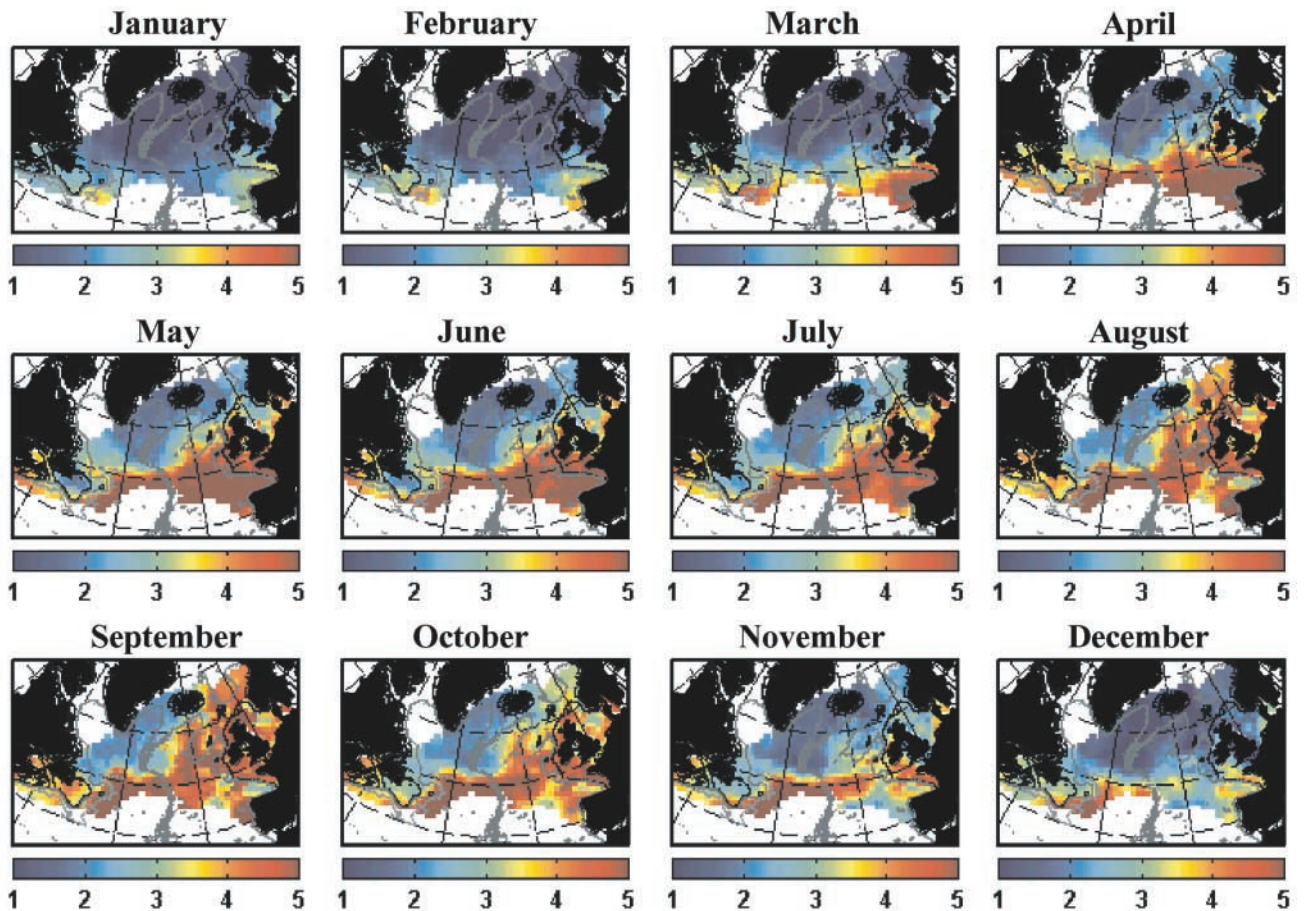 January February March April
1 2 3 4 5 1 2 3 4 5 1 2 3 4 5 1 2 3 4 5
May June July August
1 2 3 4 5 1 2 3 4 5 1 2 3 4 5 1 2 3 4 5
September October November December
1 2 3 4 5 1 2 3 4 5 1 2 3 4 5 1 2 3 4 5